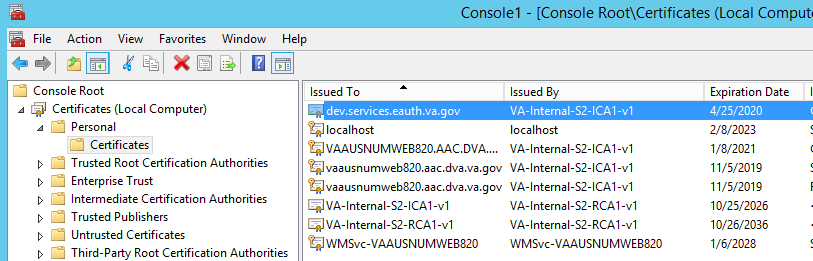 Console1 - [Console Root\Certificates (Local Compute
File Action View Favorites Window Help
Console Root
Certificates (Local Computer)
Personal
Certificates
Trusted Root Certification Authorities
Enterprise Trust
Intermediate Certification Authorities
Trusted Publishers
Untrusted Certificates
Third-Party Root Certification Authorities
Issued To Issued By Expiration Date
dev.services.eauth.va.gov VA-Internal-S2-ICA1-v1 4/25/2020
localhost localhost 2/8/2023
VAAUSNUMWEB820.AAC.DVA.... VA-Internal-S2-ICA1-v1 1/8/2021
vaausnumweb820.aac.dva.va.gov VA-Internal-S2-ICA1-v1 11/5/2019
vaausnumweb820.aac.dva.va.gov VA-Internal-S2-ICA1-v1 11/5/2019
VA-Internal-S2-ICA1-v1 VA-Internal-S2-RCA1-v1 10/25/2026
VA-Internal-S2-RCA1-v1 VA-Internal-S2-RCA1-v1 10/26/2036
WMSvc-VAAUSNUMWEB820 WMSvc-VAAUSNUMWEB820 1/6/2028